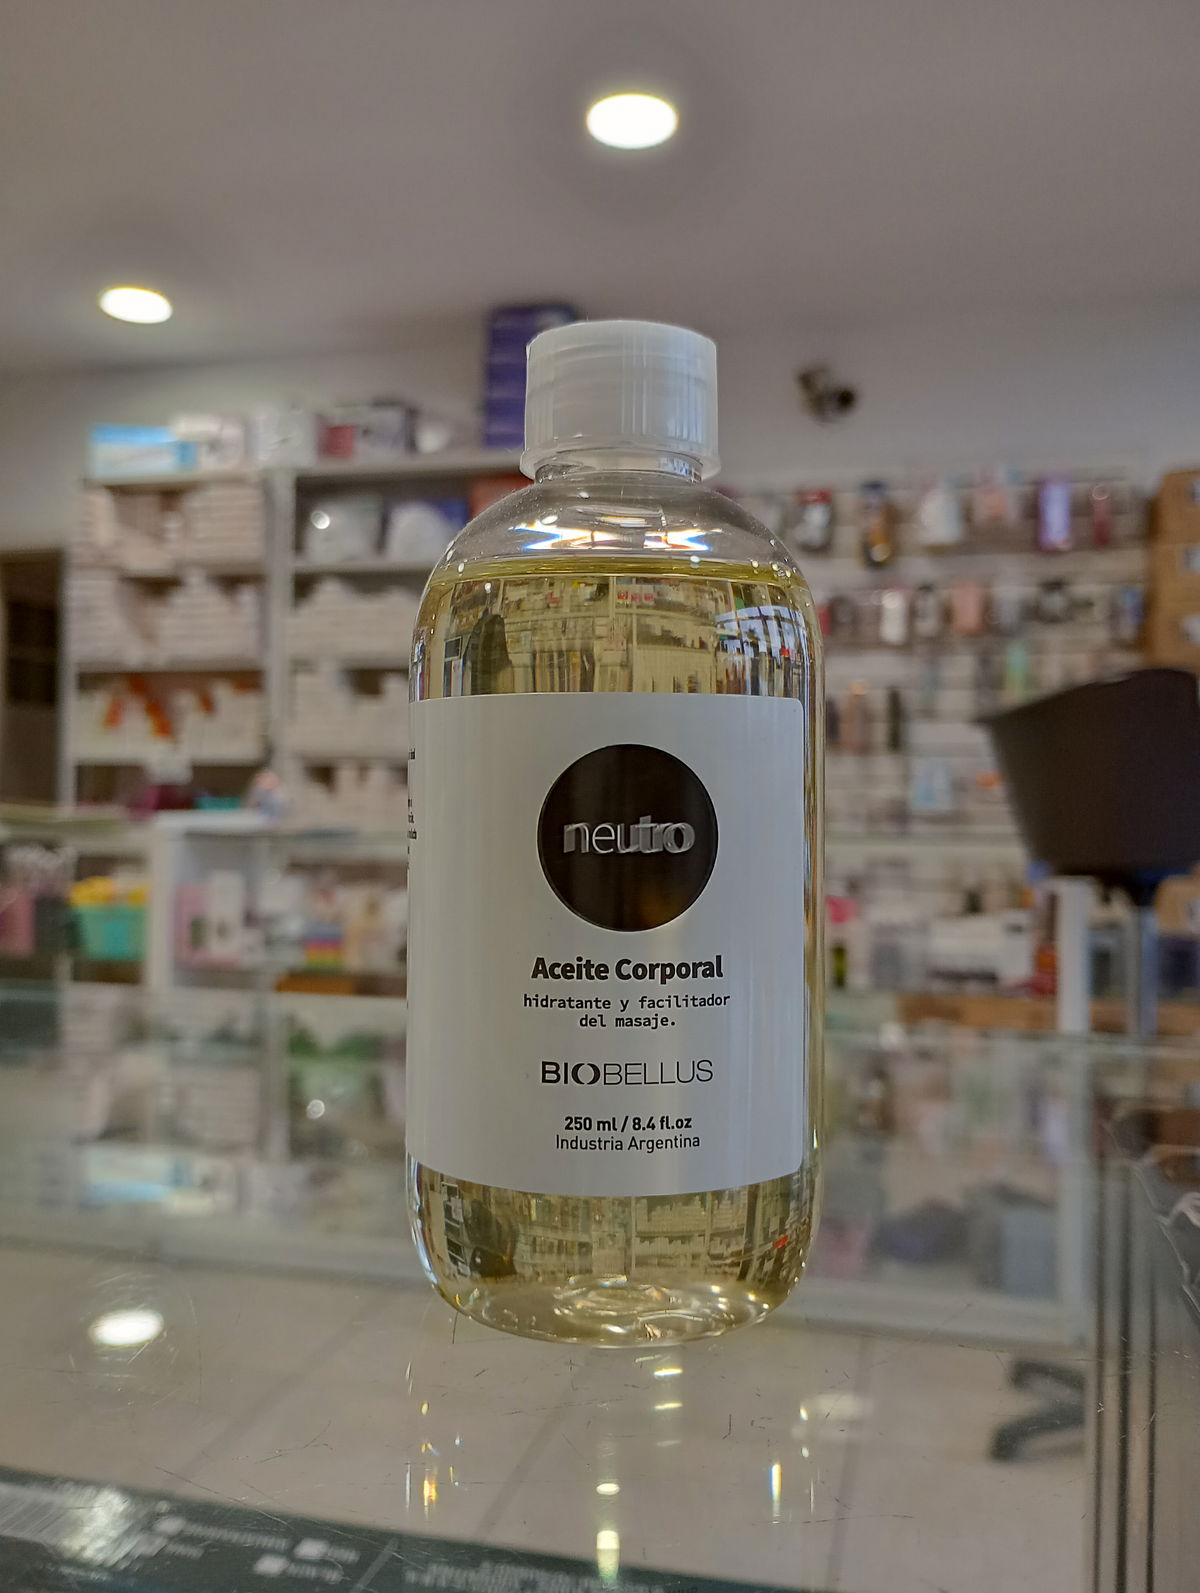 neutro
Aceite Corporal
hidratante y facilitador
del masaje.
BIOBELLUS
250 ml / 8.4 fl.oz
Industria Argentina